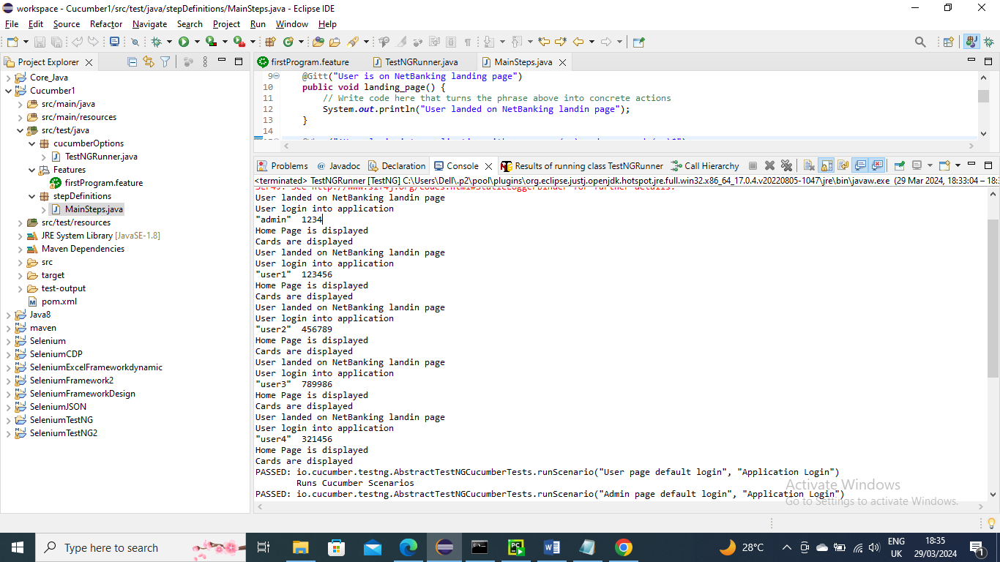 workspace - Cucumber1/src/test/java/stepDefinitions/MainSteps.java - Eclipse IDE
File Edit Source Refactor Navigate Search Project Run Window Help
Project Explorer
firstProgram.feature TestNGRunner.java MainSteps.java
Core_Java
Cucumber1
src/main/java
src/main/resources
src/test/java
cucumberOptions
TestNGRunner.java
Features
firstProgram.feature
stepDefinitions
MainSteps.java
src/test/resources
JRE System Library [JavaSE-1.8]
Maven Dependencies
src
target
test-output
pom.xml
Java8
maven
Selenium
SeleniumCDP
SeleniumExcelFrameworkdynamic
SeleniumFramework2
SeleniumFrameworkDesign
SeleniumJSON
SeleniumTestNG
SeleniumTestNG2
9 @Gitt("User is on NetBanking landing page")
10 public void landing_page() {
11 // Write code here that turns the phrase above into concrete actions
12 System.out.println("User landed on NetBanking landin page");
13 }
14
Problems Javadoc Declaration Console Results of running class TestNGRunner Call Hierarchy
<terminated> TestNGRunner [TestNG] C:\Users\Dell\.p2\pool\plugins\org.eclipse.justj.openjdk.hotspot.jre.full.win32.x86_64_17.0.4.v20220805-1047\jre\bin\javaw.exe (29 Mar 2024, 18:33:04 – 18:
User landed on NetBanking landin page
User login into application
"admin" 1234
Home Page is displayed
Cards are displayed
User landed on NetBanking landin page
User login into application
"user1" 123456
Home Page is displayed
Cards are displayed
User landed on NetBanking landin page
User login into application
"user2" 456789
Home Page is displayed
Cards are displayed
User landed on NetBanking landin page
User login into application
"user3" 789986
Home Page is displayed
Cards are displayed
User landed on NetBanking landin page
User login into application
"user4" 321456
Home Page is displayed
Cards are displayed
PASSED: io.cucumber.testng.AbstractTestNGCucumberTests.runScenario("User page default login", "Application Login")
Runs Cucumber Scenarios
PASSED: io.cucumber.testng.AbstractTestNGCucumberTests.runScenario("Admin page default login", "Application Login")
Activate Windows
Go to Settings to activate Windows.
Type here to search
28°C
ENG
UK
18:35
29/03/2024
1